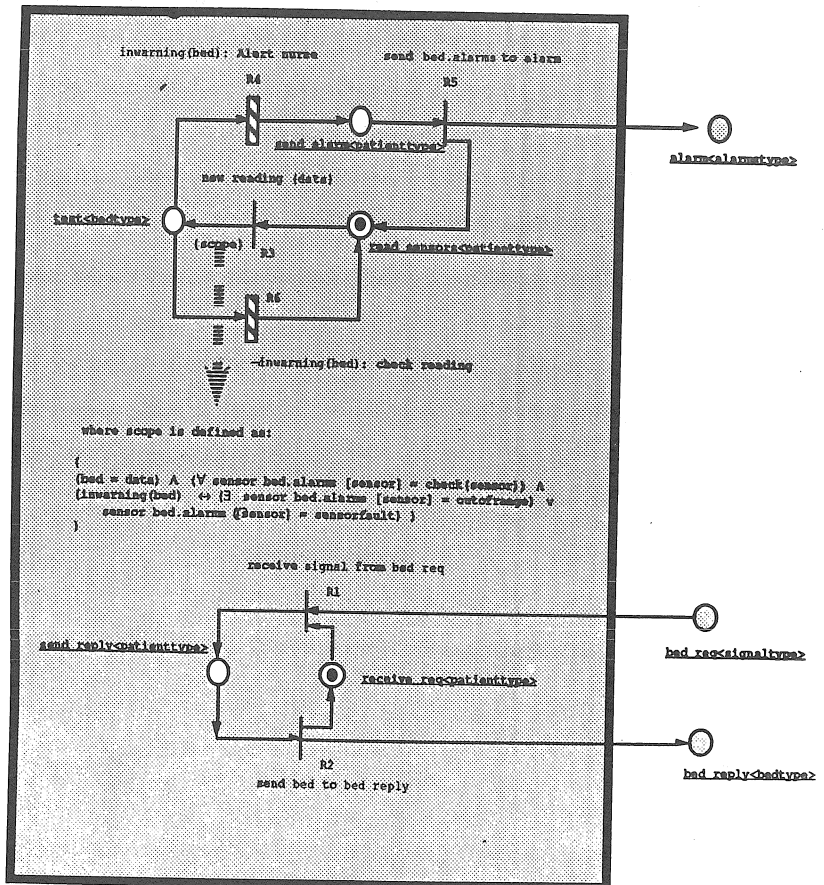 inwarning(bed): Alert nurse
send bed.alarms to alarm
R4
R5
send alarm<patienttype>
alarm<alarmstype>
new reading (data)
test<bedtype>
(scope)
R3
read sensors<patienttype>
R6
¬inwarning(bed): check reading
where scope is defined as:
{
(bed = data) Λ (∀ sensor bed.alarms [sensor] = check(sensor)) Λ
(inwarning(bed) ↔ (∃ sensor bed.alarms [sensor] = outofrange) ∨
sensor bed.alarms ([sensor] = sensorfault) )
}
receive signal from bed req
R1
send reply<patienttype>
bed req<signaltype>
receive req<patienttype>
R2
send bed to bed reply
bed reply<bedtype>